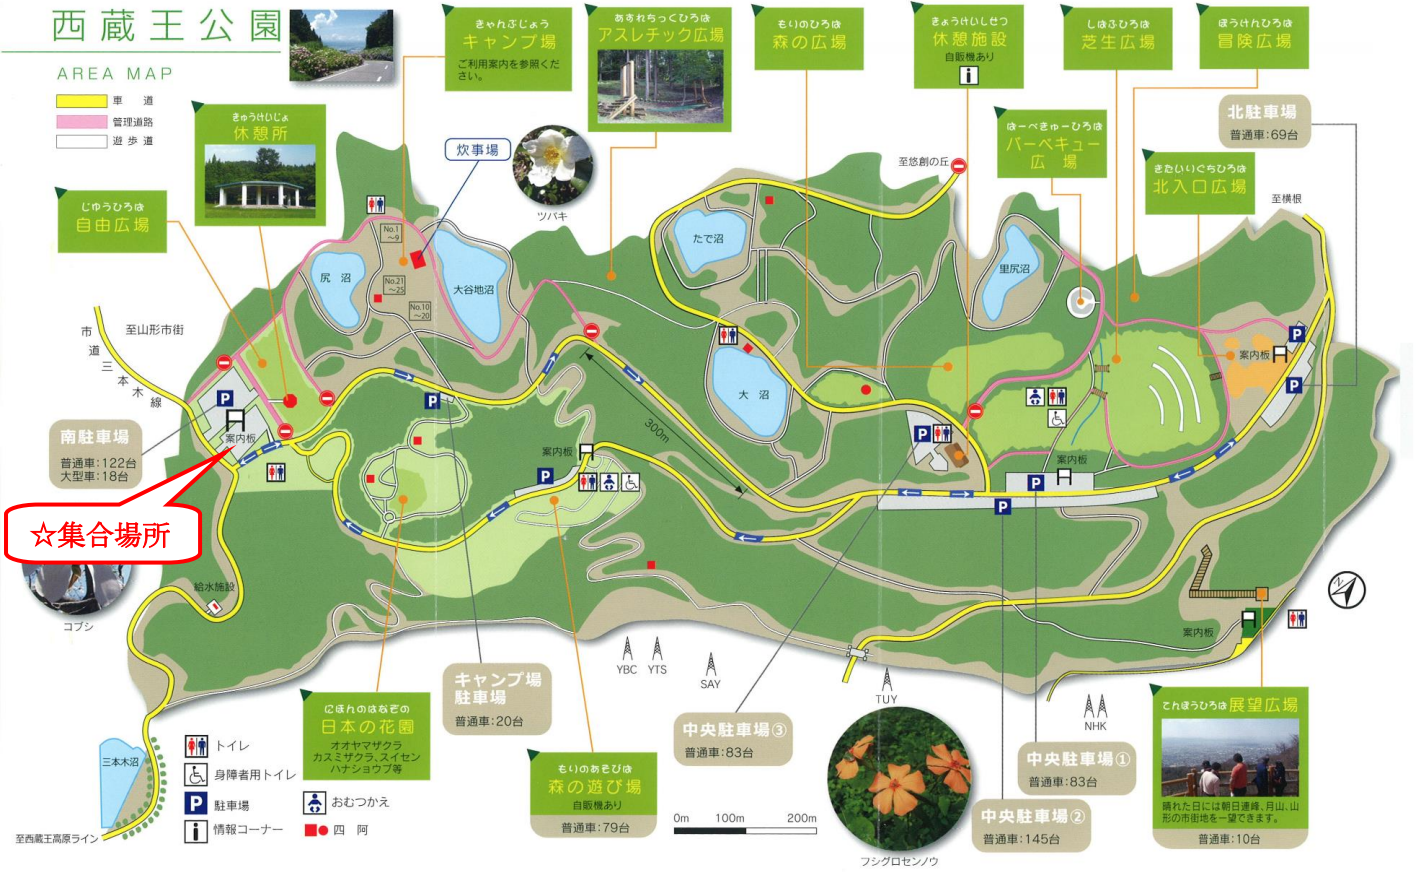 西蔵王公園
AREA MAP
車　道
管理道路
遊歩道
きゅうけいじょ
休憩所
じゆうひろば
自由広場
きゃんぷじょう
キャンプ場
ご利用案内を参照くだ
さい。
炊事場
ツバキ
あすれちっくひろば
アスレチック広場
もりのひろば
森の広場
きょうけいしせつ
休憩施設
自販機あり
しばふひろば
芝生広場
ぼうけんひろば
冒険広場
ばーべきゅーひろば
バーベキュー
広　場
北駐車場
普通車：69台
きたいりぐちひろば
北入口広場
至悠創の丘
至横根
No.1
～9
No.21
～25
No.10
～20
尻　沼
大谷地沼
たで沼
里尻沼
大　沼
市道三本木線
至山形市街
案内板
案内板
案内板
案内板
案内板
300m
南駐車場
普通車：122台
大型車：18台
☆集合場所
コブシ
給水施設
三本木沼
至西蔵王高原ライン
トイレ
身障者用トイレ
P 駐車場
i 情報コーナー
おむつかえ
四　阿
にほんのはなぞの
日本の花園
オオヤマザクラ
カスミザクラ、スイセン
ハナショウブ等
キャンプ場
駐車場
普通車：20台
もりのあそびば
森の遊び場
自販機あり
普通車：79台
YBC
YTS
SAY
TUY
NHK
中央駐車場③
普通車：83台
0m　100m　200m
フシグロセンノウ
中央駐車場①
普通車：83台
中央駐車場②
普通車：145台
てんぼうひろば
展望広場
晴れた日には朝日連峰、月山、山
形の市街地を一望できます。
普通車：10台